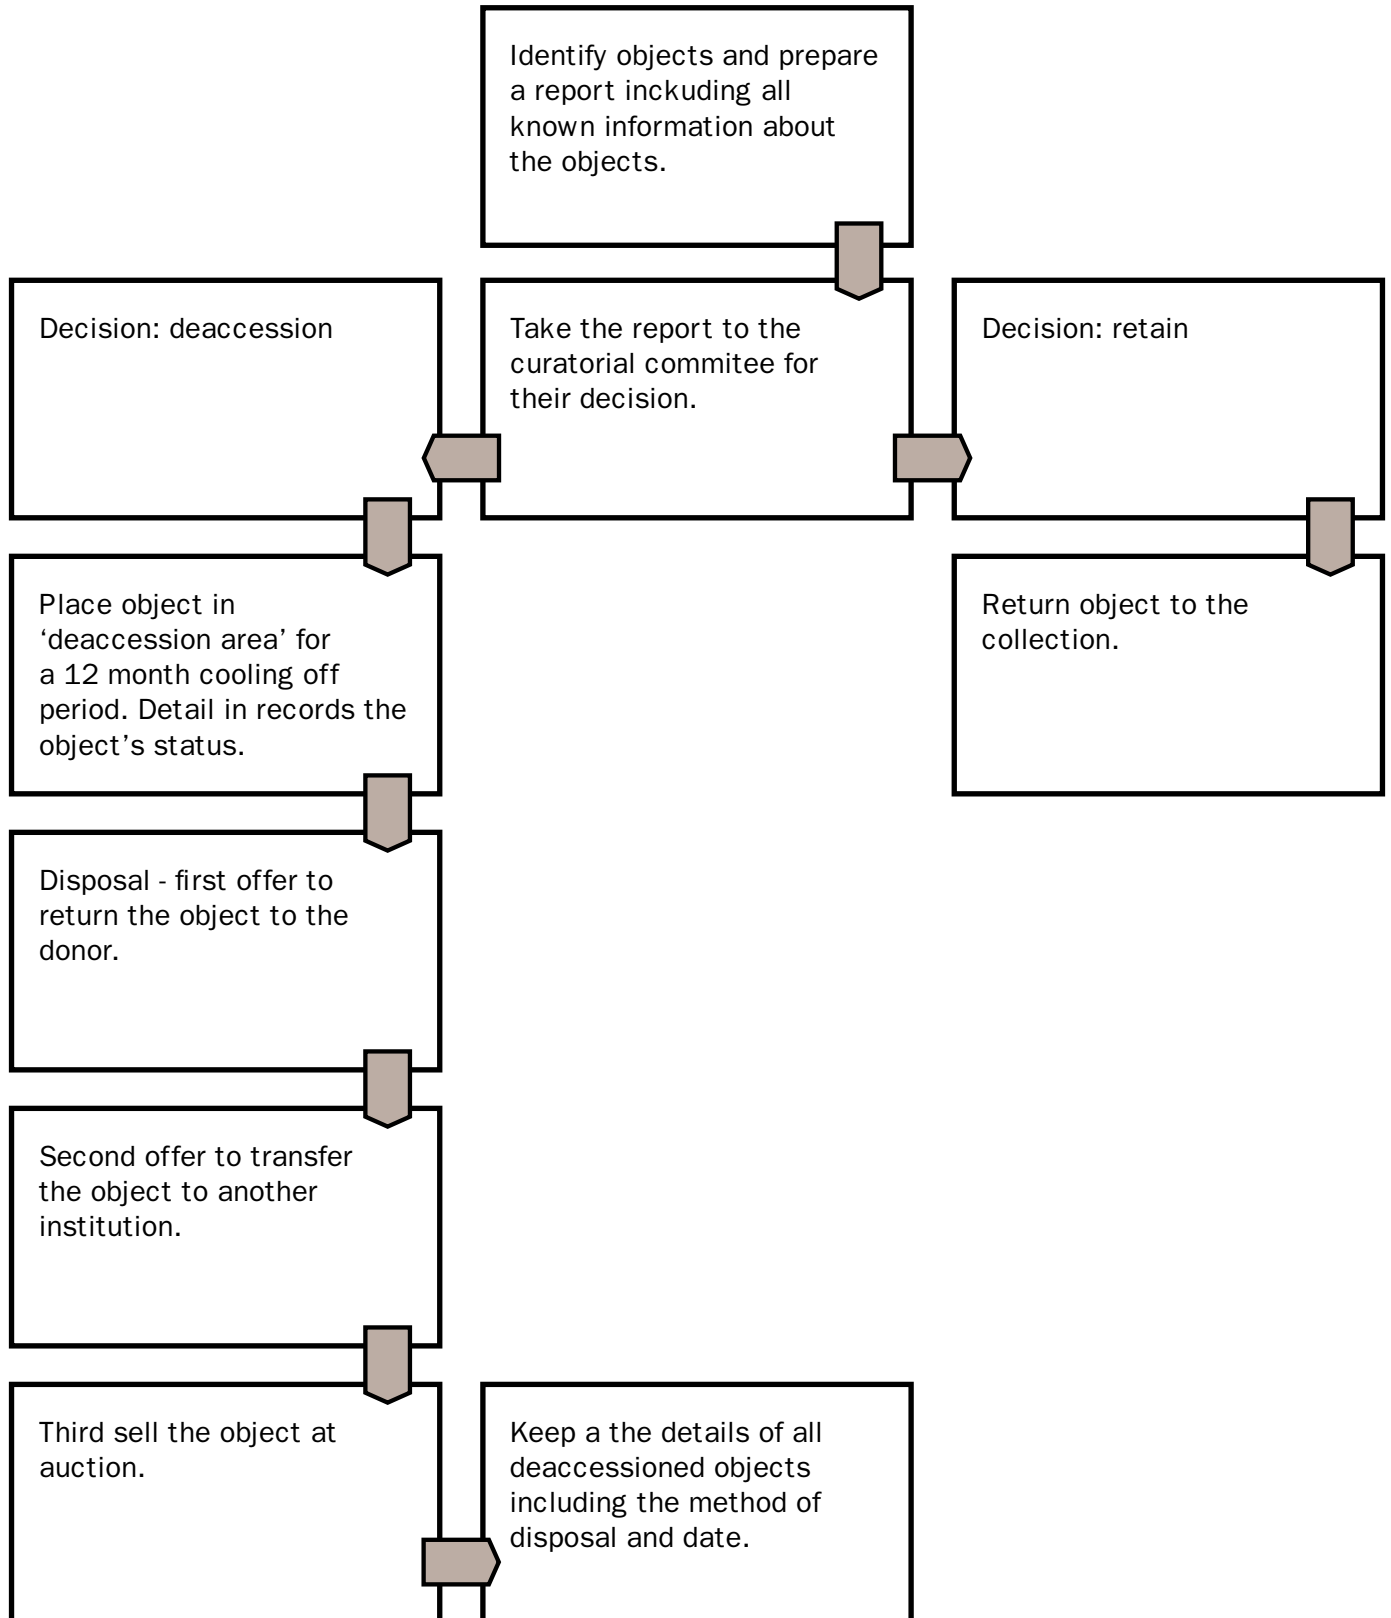 Identify objects and prepare
a report inckuding all
known information about
the objects.
Decision: deaccession
Take the report to the
curatorial commitee for
their decision.
Decision: retain
Place object in
‘deaccession area’ for
a 12 month cooling off
period. Detail in records the
object’s status.
Return object to the
collection.
Disposal - first offer to
return the object to the
donor.
Second offer to transfer
the object to another
institution.
Third sell the object at
auction.
Keep a the details of all
deaccessioned objects
including the method of
disposal and date.